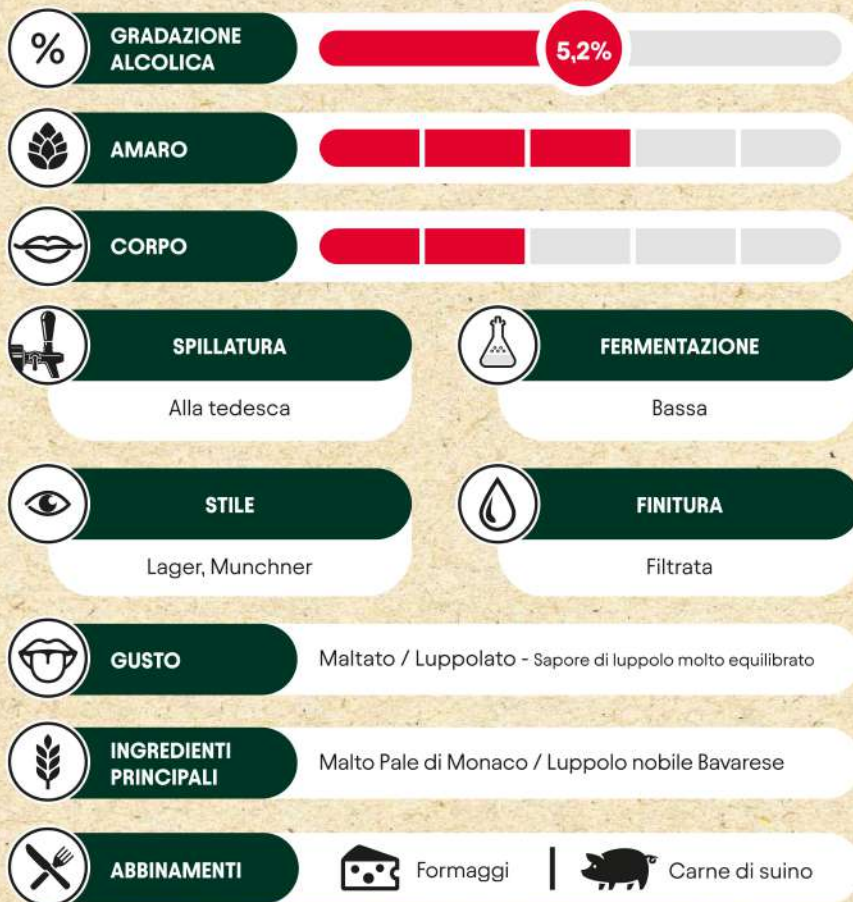 %
GRADAZIONE
ALCOLICA
5,2%
AMARO
CORPO
SPILLATURA
Alla tedesca
FERMENTAZIONE
Bassa
STILE
Lager, Munchner
FINITURA
Filtrata
GUSTO
Maltato / Luppolato - Sapore di luppolo molto equilibrato
INGREDIENTI
PRINCIPALI
Malto Pale di Monaco / Luppolo nobile Bavarese
ABBINAMENTI
Formaggi
Carne di suino